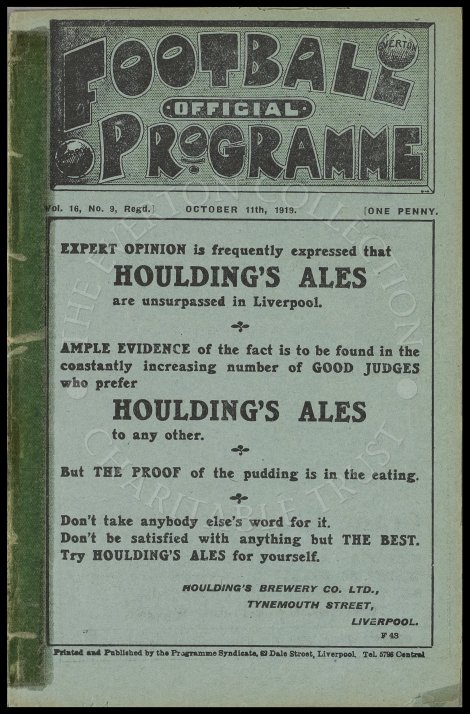 FOOTBALL
EVERTON
OFFICIAL
PROGRAMME
Vol. 16, No. 9, Regd.] OCTOBER 11th, 1919. [ONE PENNY.
EXPERT OPINION is frequently expressed that
HOULDING'S ALES
are unsurpassed in Liverpool.
AMPLE EVIDENCE of the fact is to be found in the
constantly increasing number of GOOD JUDGES
who prefer
HOULDING'S ALES
to any other.
But THE PROOF of the pudding is in the eating.
Don't take anybody else's word for it.
Don't be satisfied with anything but THE BEST.
Try HOULDING'S ALES for yourself.
HOULDING'S BREWERY CO. LTD.,
TYNEMOUTH STREET,
LIVERPOOL.
F 43
Printed and Published by the Programme Syndicate, 62 Dale Street, Liverpool. Tel. 5796 Central
THE EVERTON COLLECTION
CHARITABLE TRUST